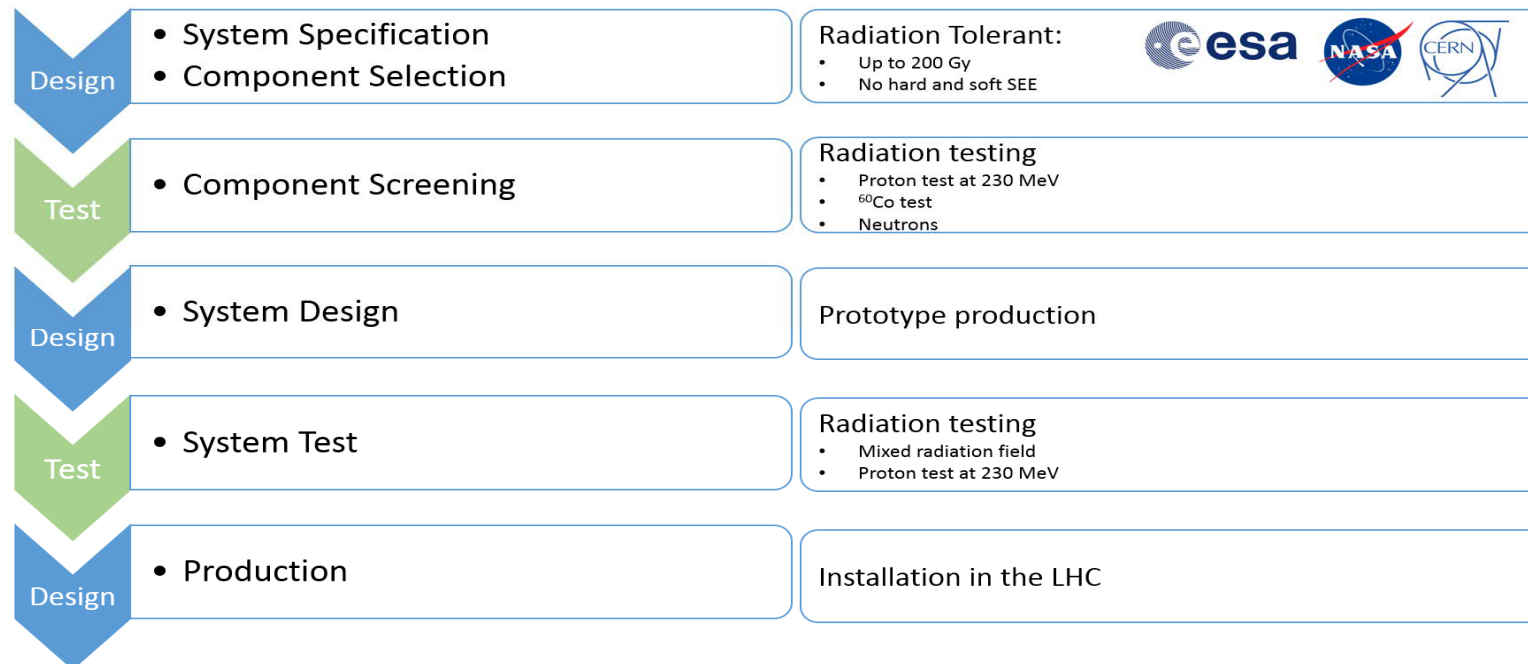 Design
• System Specification
• Component Selection
Radiation Tolerant:
• Up to 200 Gy
• No hard and soft SEE
esa
NASA
CERN
Test
• Component Screening
Radiation testing
• Proton test at 230 MeV
• ⁶⁰Co test
• Neutrons
Design
• System Design
Prototype production
Test
• System Test
Radiation testing
• Mixed radiation field
• Proton test at 230 MeV
Design
• Production
Installation in the LHC